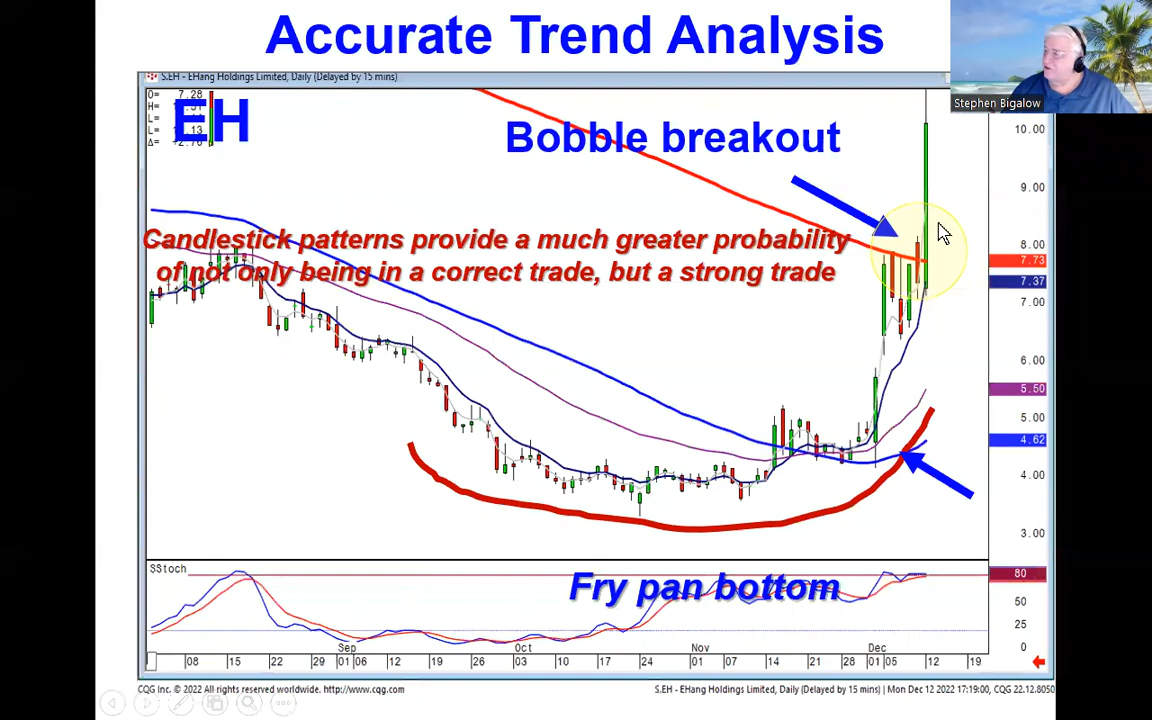 Accurate Trend Analysis
Stephen Bigalow
S.EH - EHang Holdings Limited, Daily (Delayed by 15 mins)
O= 7.28
H=
L=
L=
Δ= +2.76
EH
Bobble breakout
Candlestick patterns provide a much greater probability
of not only being in a correct trade, but a strong trade
10.00
9.00
8.00
7.73
7.37
7.00
6.00
5.50
5.00
4.62
4.00
3.00
SStoch
Fry pan bottom
80
50
25
0
Sep Oct Nov Dec
08 15 22 29 01 06 12 19 26 03 10 17 24 01 07 14 21 28 01 05 12 19
CQG Inc. © 2022 All rights reserved worldwide. http://www.cqg.com
S.EH - EHang Holdings Limited, Daily (Delayed by 15 mins) | Mon Dec 12 2022 17:19:00, CQG 22.12.8050